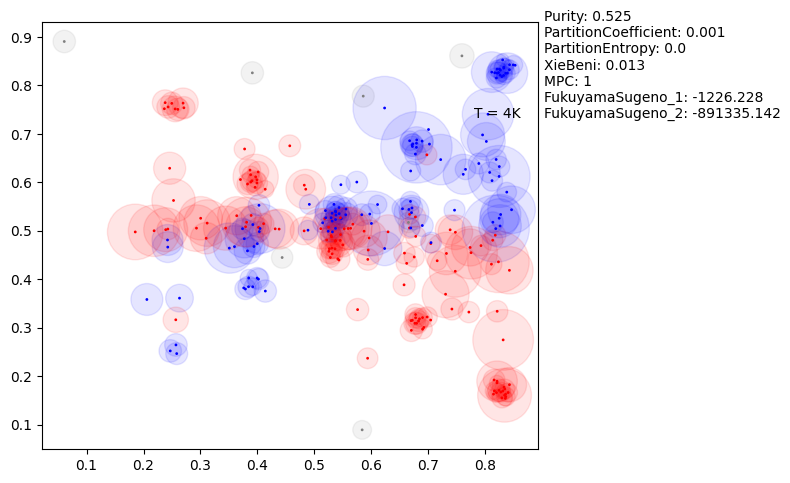 Purity: 0.525
PartitionCoefficient: 0.001
PartitionEntropy: 0.0
XieBeni: 0.013
MPC: 1
FukuyamaSugeno_1: -1226.228
FukuyamaSugeno_2: -891335.142
T = 4K
0.9
0.8
0.7
0.6
0.5
0.4
0.3
0.2
0.1
0.1 0.2 0.3 0.4 0.5 0.6 0.7 0.8